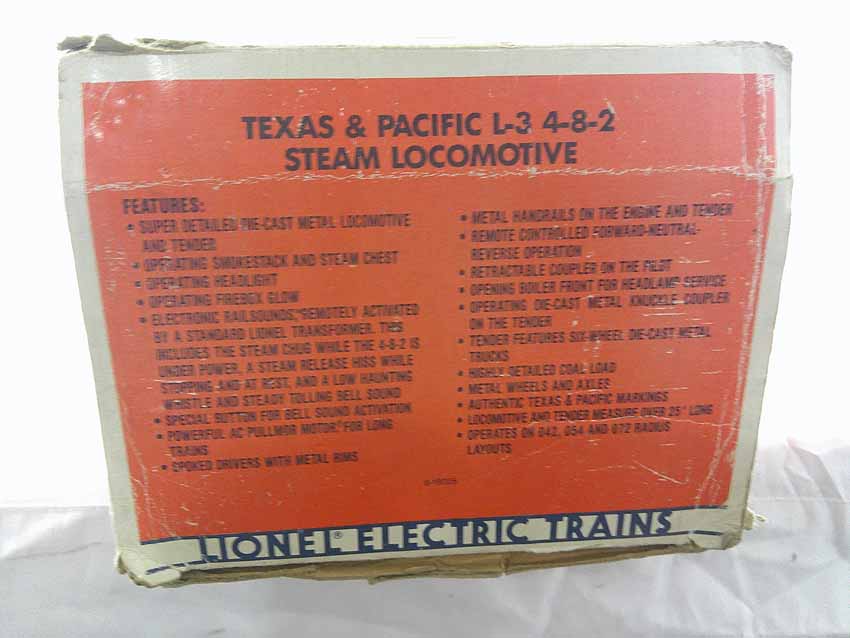 TEXAS & PACIFIC L-3 4-8-2
STEAM LOCOMOTIVE
FEATURES:
• SUPER DETAILED DIE-CAST METAL LOCOMOTIVE
AND TENDER
• OPERATING SMOKESTACK AND STEAM CHEST
• OPERATING HEADLIGHT
• OPERATING FIREBOX GLOW
• ELECTRONIC RAILSOUNDS,™ REMOTELY ACTIVATED
BY A STANDARD LIONEL TRANSFORMER. THIS
INCLUDES THE STEAM CHUG WHILE THE 4-8-2 IS
UNDER POWER, A STEAM RELEASE HISS WHILE
STOPPING AND AT REST, AND A LOW HAUNTING
WHISTLE AND STEADY TOLLING BELL SOUND
• SPECIAL BUTTON FOR BELL SOUND ACTIVATION
• POWERFUL AC PULLMOR MOTOR® FOR LONG
TRAINS
• SPOKED DRIVERS WITH METAL RIMS
• METAL HANDRAILS ON THE ENGINE AND TENDER
• REMOTE CONTROLLED FORWARD-NEUTRAL-
REVERSE OPERATION
• RETRACTABLE COUPLER ON THE PILOT
• OPENING BOILER FRONT FOR HEADLAMP SERVICE
• OPERATING DIE-CAST METAL KNUCKLE COUPLER
ON THE TENDER
• TENDER FEATURES SIX-WHEEL DIE-CAST METAL
TRUCKS
• HIGHLY DETAILED COAL LOAD
• METAL WHEELS AND AXLES
• AUTHENTIC TEXAS & PACIFIC MARKINGS
• LOCOMOTIVE AND TENDER MEASURE OVER 25" LONG
• OPERATES ON 042, 054 AND 072 RADIUS
LAYOUTS
LIONEL® ELECTRIC TRAINS